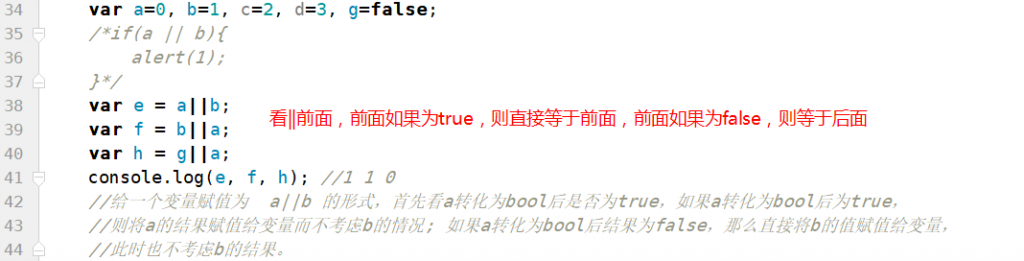 34 var a=0, b=1, c=2, d=3, g=false;
35 /*if(a || b){
36 alert(1);
37 }*/
38 var e = a||b;
39 var f = b||a;
看||前面，前面如果为true，则直接等于前面，前面如果为false，则等于后面
40 var h = g||a;
41 console.log(e, f, h); //1 1 0
42 //给一个变量赋值为 a||b 的形式，首先看a转化为bool后是否为true，如果a转化为bool后为true，
43 //则将a的结果赋值给变量而不考虑b的情况; 如果a转化为bool后结果为false，那么直接将b的值赋值给变量，
44 //此时也不考虑b的结果。